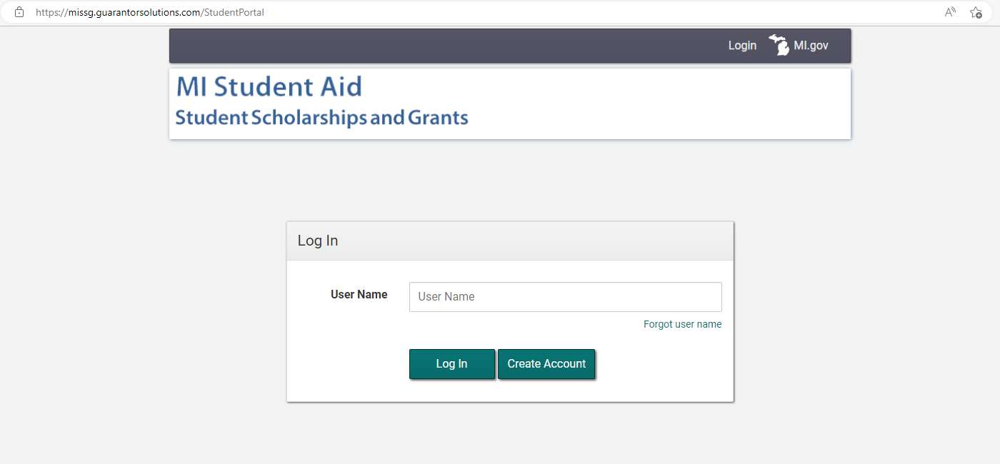 https://missg.guarantorsolutions.com/StudentPortal
Login MI.gov
MI Student Aid
Student Scholarships and Grants
Log In
User Name User Name
Forgot user name
Log In Create Account